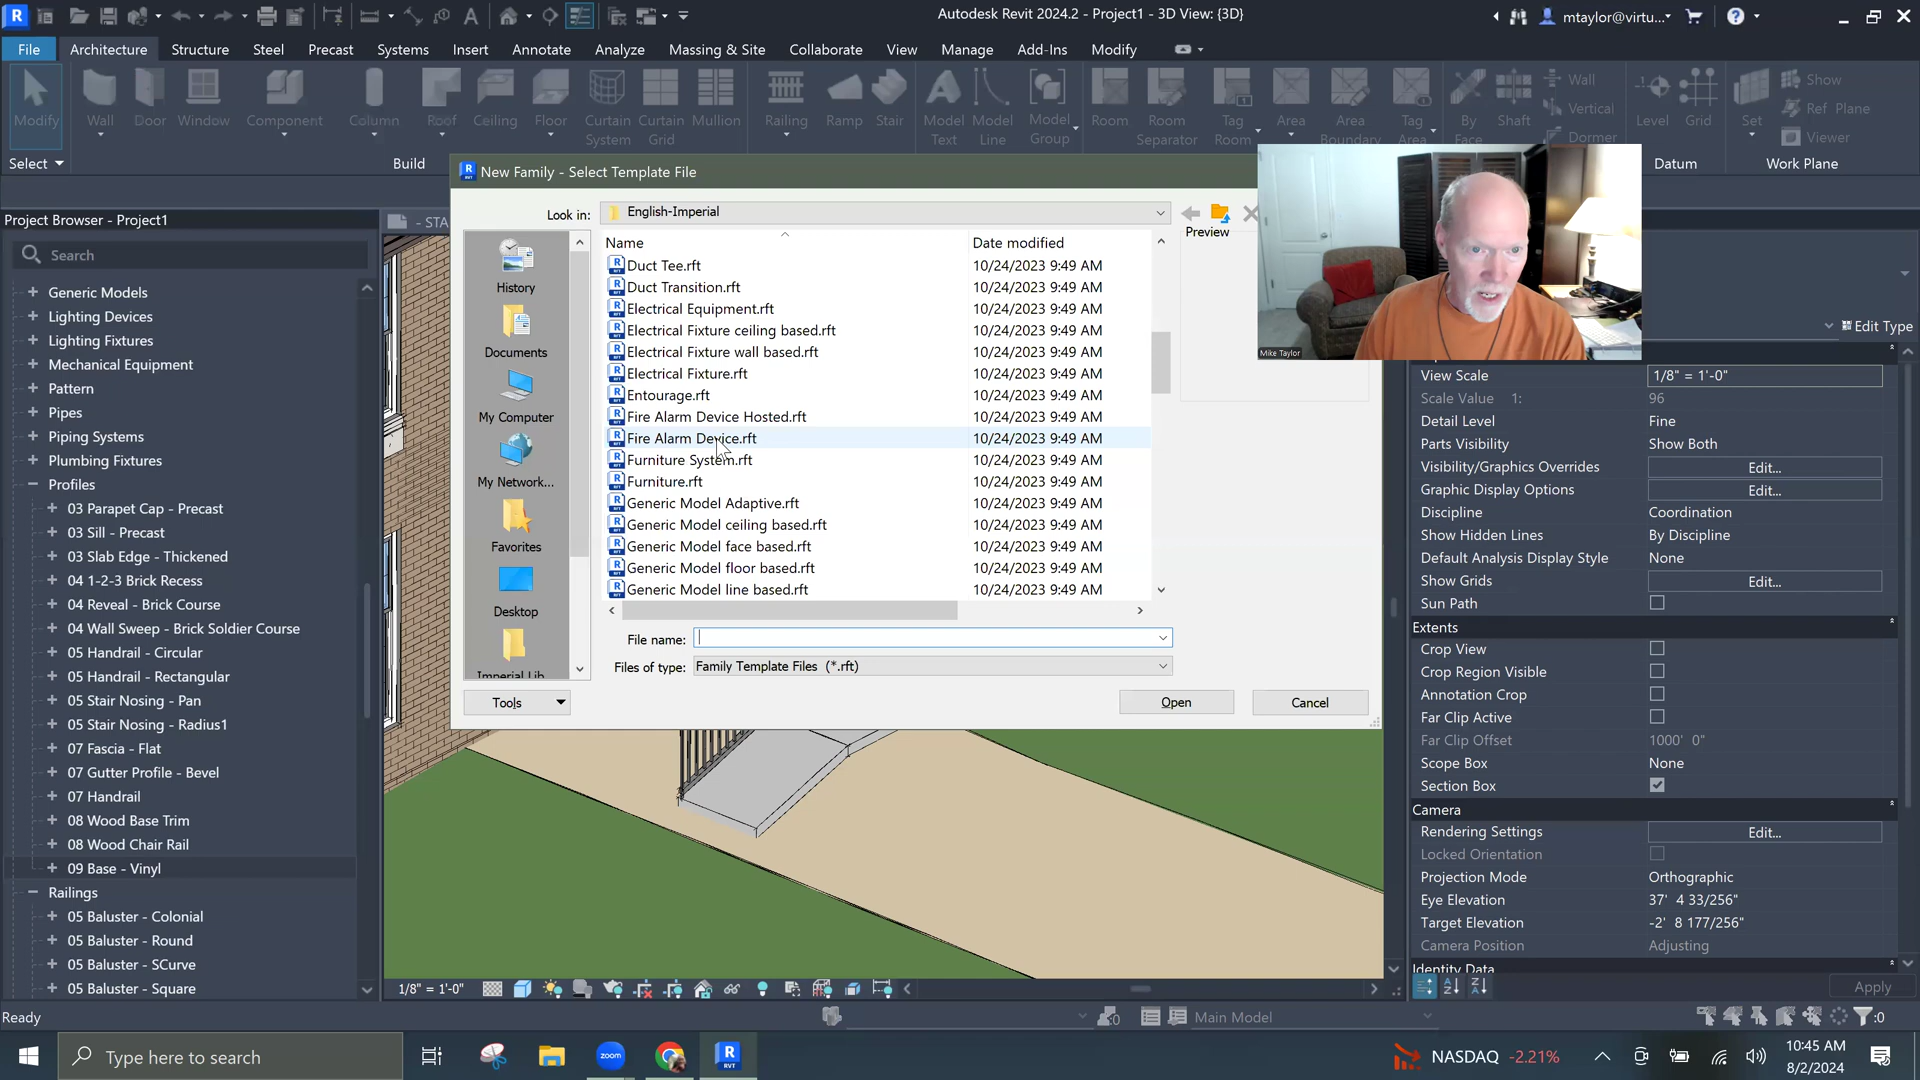 Autodesk Revit 2024.2 - Project1 - 3D View: {3D}
mtaylor@virtu...
File Architecture Structure Steel Precast Systems Insert Annotate Analyze Massing & Site Collaborate View Manage Add-Ins Modify
Modify Wall Door Window Component Column Roof Ceiling Curtain System Floor Curtain Grid Mullion Railing Ramp Stair Model Text Model Line Model Group Room Room Separator Tag Room Area Area Boundary Tag Area By Face Shaft Wall Vertical Dormer Level Grid Set Show Ref Plane Viewer
Select Build Datum Work Plane
Project Browser - Project1
Search
Generic Models
Lighting Devices
Lighting Fixtures
Mechanical Equipment
Pattern
Pipes
Piping Systems
Plumbing Fixtures
Profiles
03 Parapet Cap - Precast
03 Sill - Precast
03 Slab Edge - Thickened
04 1-2-3 Brick Recess
04 Reveal - Brick Course
04 Wall Sweep - Brick Soldier Course
05 Handrail - Circular
05 Handrail - Rectangular
05 Stair Nosing - Pan
05 Stair Nosing - Radius1
07 Fascia - Flat
07 Gutter Profile - Bevel
07 Handrail
08 Wood Base Trim
08 Wood Chair Rail
09 Base - Vinyl
Railings
05 Baluster - Colonial
05 Baluster - Round
05 Baluster - SCurve
05 Baluster - Square
- STA
New Family - Select Template File
Look in: English-Imperial
Preview
History
Documents
My Computer
My Network...
Favorites
Desktop
Imperial Lib
Name Date modified
Duct Tee.rft 10/24/2023 9:49 AM
Duct Transition.rft 10/24/2023 9:49 AM
Electrical Equipment.rft 10/24/2023 9:49 AM
Electrical Fixture ceiling based.rft 10/24/2023 9:49 AM
Electrical Fixture wall based.rft 10/24/2023 9:49 AM
Electrical Fixture.rft 10/24/2023 9:49 AM
Entourage.rft 10/24/2023 9:49 AM
Fire Alarm Device Hosted.rft 10/24/2023 9:49 AM
Fire Alarm Device.rft 10/24/2023 9:49 AM
Furniture System.rft 10/24/2023 9:49 AM
Furniture.rft 10/24/2023 9:49 AM
Generic Model Adaptive.rft 10/24/2023 9:49 AM
Generic Model ceiling based.rft 10/24/2023 9:49 AM
Generic Model face based.rft 10/24/2023 9:49 AM
Generic Model floor based.rft 10/24/2023 9:49 AM
Generic Model line based.rft 10/24/2023 9:49 AM
File name:
Files of type: Family Template Files (*.rft)
Tools Open Cancel
Mike Taylor
Edit Type
View Scale 1/8" = 1'-0"
Scale Value 1: 96
Detail Level Fine
Parts Visibility Show Both
Visibility/Graphics Overrides Edit...
Graphic Display Options Edit...
Discipline Coordination
Show Hidden Lines By Discipline
Default Analysis Display Style None
Show Grids Edit...
Sun Path
Extents
Crop View
Crop Region Visible
Annotation Crop
Far Clip Active
Far Clip Offset 1000' 0"
Scope Box None
Section Box
Camera
Rendering Settings Edit...
Locked Orientation
Projection Mode Orthographic
Eye Elevation 37' 4 33/256"
Target Elevation -2' 8 177/256"
Camera Position Adjusting
Identity Data
Apply
1/8" = 1'-0"
Ready
:0
Main Model
:0
Type here to search
zoom
NASDAQ -2.21%
10:45 AM
8/2/2024